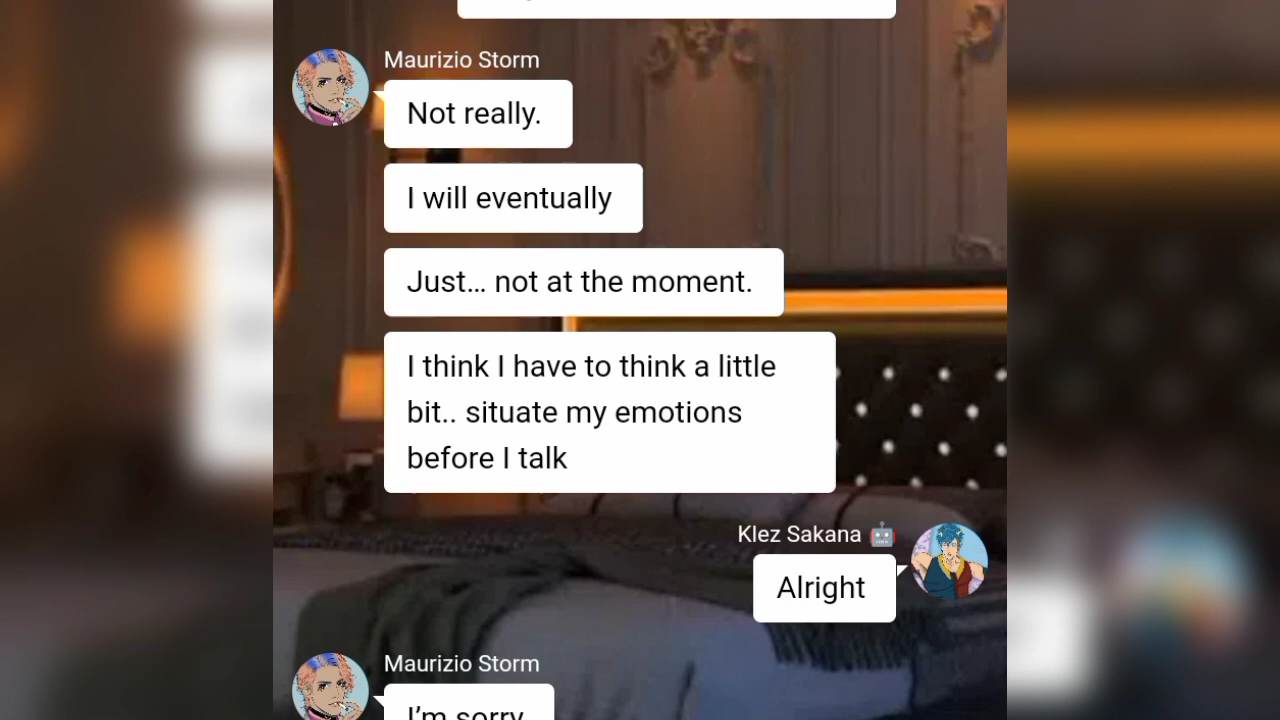 Maurizio Storm
Not really.
I will eventually
Just... not at the moment.
I think I have to think a little
bit.. situate my emotions
before I talk
Klez Sakana 🤖
Alright
Maurizio Storm
I'm sorry